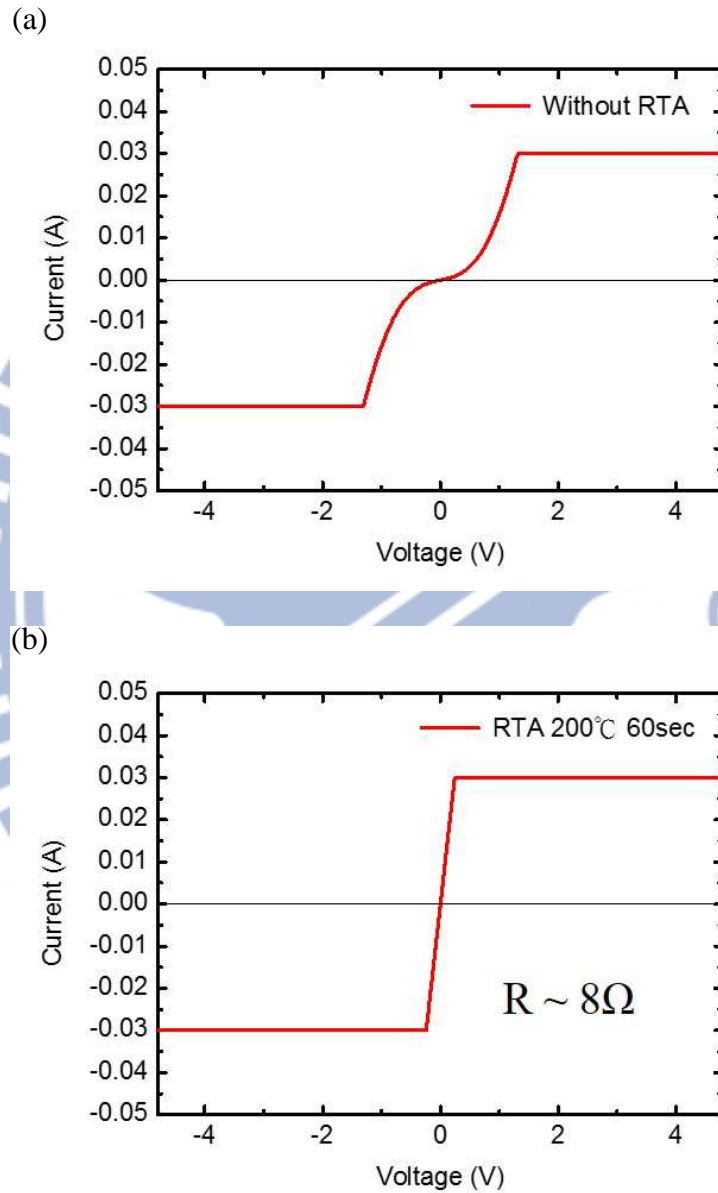 (a)
0.05
0.04
0.03
0.02
0.01
0.00
-0.01
-0.02
-0.03
-0.04
-0.05
Current (A)
Without RTA
-4 -2 0 2 4
Voltage (V)
(b)
0.05
0.04
0.03
0.02
0.01
0.00
-0.01
-0.02
-0.03
-0.04
-0.05
Current (A)
RTA 200℃ 60sec
R ~ 8Ω
-4 -2 0 2 4
Voltage (V)